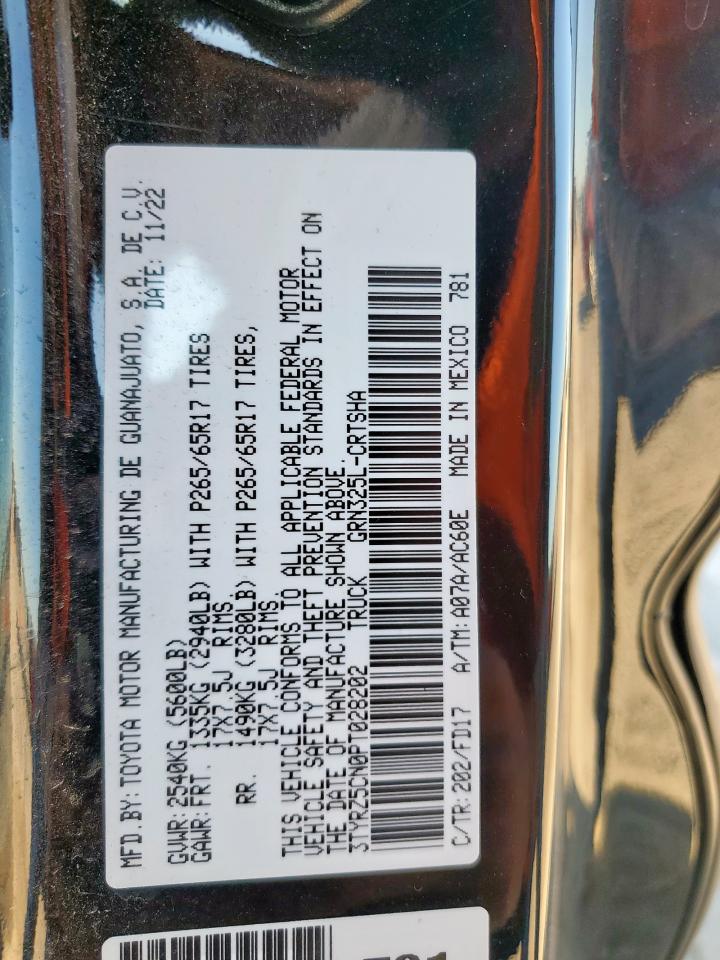 MFD.BY: TOYOTA MOTOR MANUFACTURING DE GUANAJUATO, S.A. DE C.V.
DATE: 11/22
GVWR:2540KG (5600LB)
GAWR:FRT. 1335KG (2940LB) WITH P265/65R17 TIRES
17X7.5J RIMS
RR. 1490KG (3280LB) WITH P265/65R17 TIRES,
17X7.5J RIMS.
THIS VEHICLE CONFORMS TO ALL APPLICABLE FEDERAL MOTOR
VEHICLE SAFETY AND THEFT PREVENTION STANDARDS IN EFFECT ON
THE DATE OF MANUFACTURE SHOWN ABOVE.
3TYRZ5CN0PT028202 TRUCK GRN325L-CRTSHA
C/TR:202/FD17 A/TM:A07A/AC60E MADE IN MEXICO 781